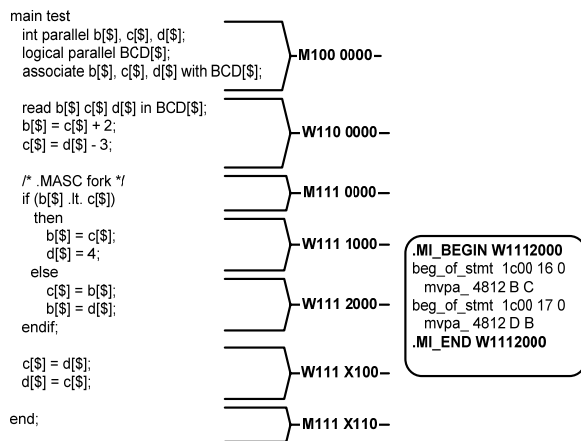 main test
int parallel b[$], c[$], d[$];
logical parallel BCD[$];
associate b[$], c[$], d[$] with BCD[$];
M100 0000
read b[$] c[$] d[$] in BCD[$];
b[$] = c[$] + 2;
c[$] = d[$] - 3;
W110 0000
/* .MASC fork */
if (b[$] .lt. c[$])
M111 0000
then
b[$] = c[$];
d[$] = 4;
W111 1000
else
c[$] = b[$];
b[$] = d[$];
endif;
W111 2000
c[$] = d[$];
d[$] = c[$];
W111 X100
end;
M111 X110
.MI_BEGIN W1112000
beg_of_stmt 1c00 16 0
mvpa_ 4812 B C
beg_of_stmt 1c00 17 0
mvpa_ 4812 D B
.MI_END W1112000